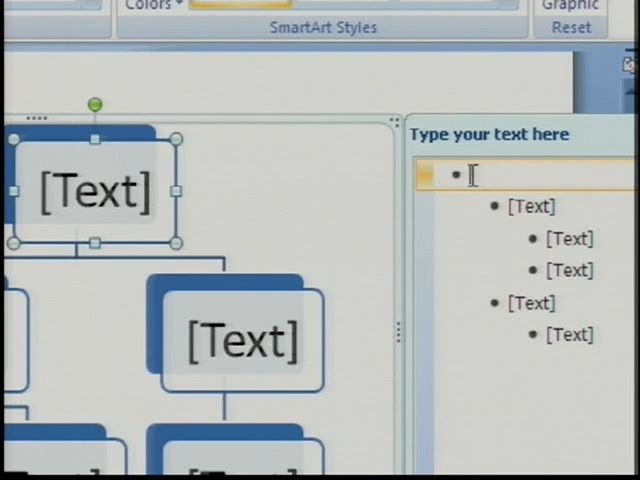 Colors
Graphic
SmartArt Styles
Reset
Type your text here
[Text]
[Text]
[Text]
[Text]
[Text]
[Text]
[Text]